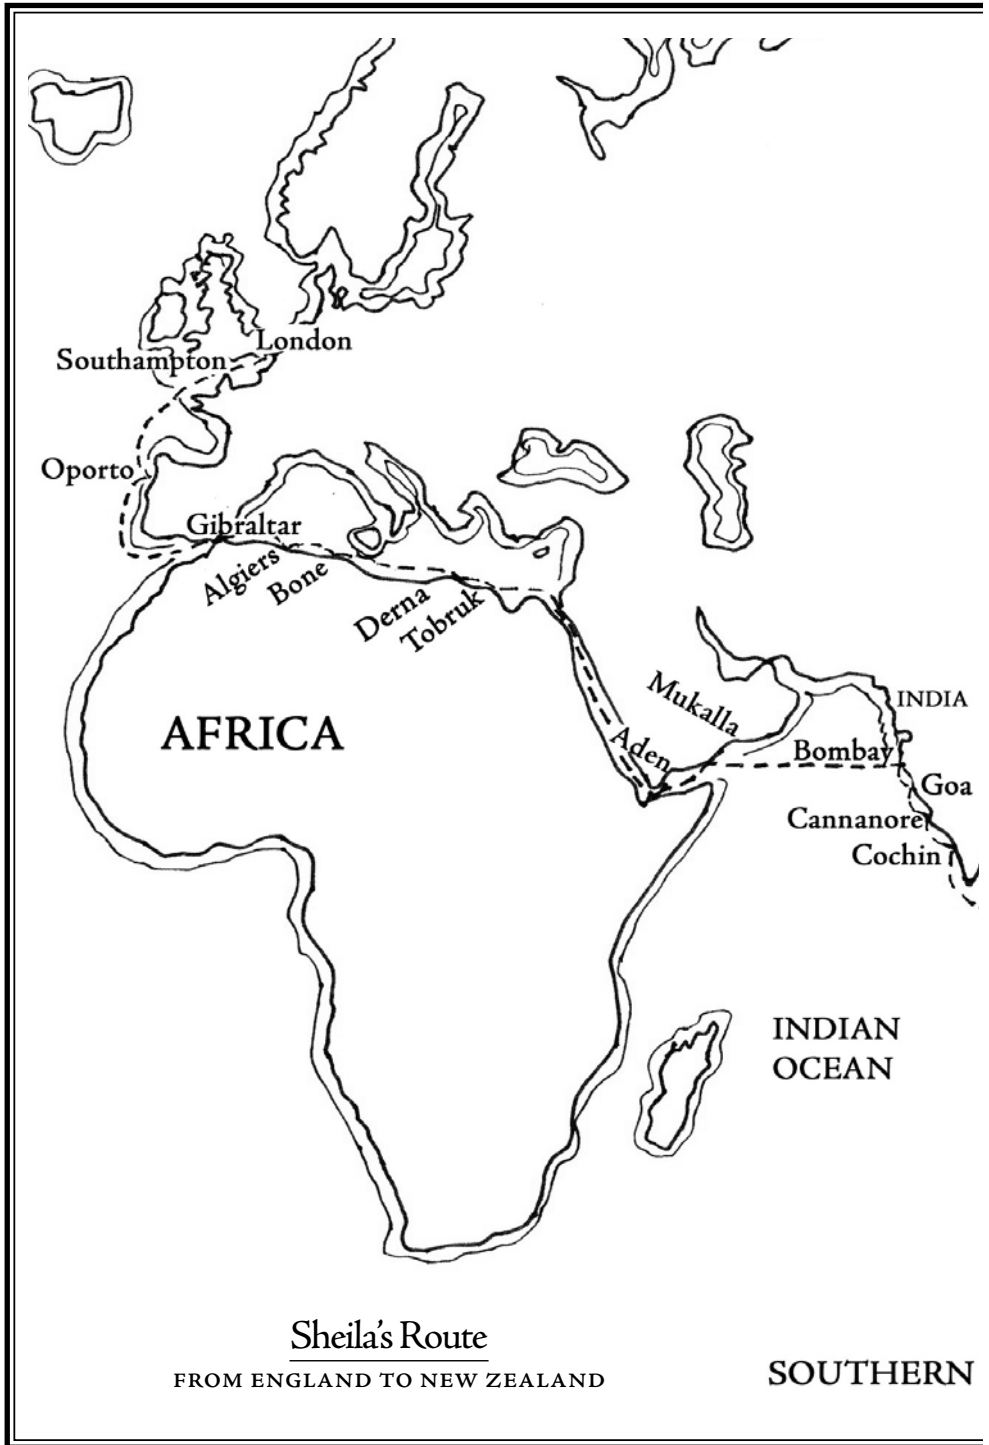 London
Southampton
Oporto
Gibraltar
Algiers
Bone
Derna
Tobruk
AFRICA
Mukalla
INDIA
Aden
Bombay
Goa
Cannanore
Cochin
INDIAN
OCEAN
Sheila's Route
FROM ENGLAND TO NEW ZEALAND
SOUTHERN